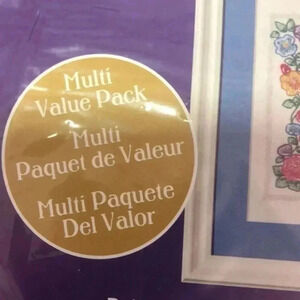 Multi
Value Pack
Multi
Paquet de Valeur
Multi Paquete
Del Valor